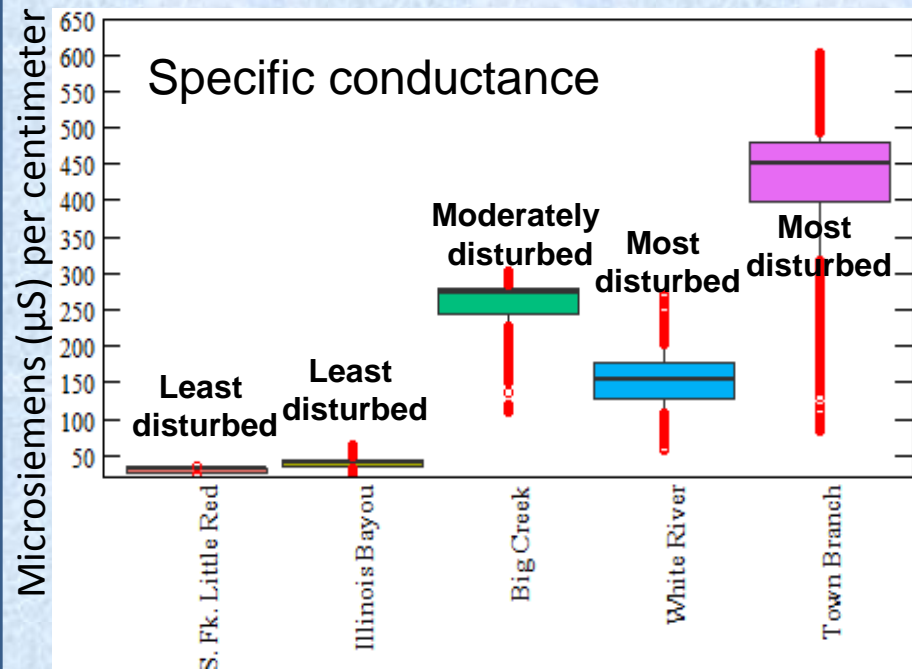 Microsiemens (µS) per centimeter
650
600
550
500
450
400
350
300
250
200
150
100
50
Specific conductance
Least
disturbed
Least
disturbed
Moderately
disturbed
Most
disturbed
Most
disturbed
S. Fk. Little Red
Illinois Bayou
Big Creek
White River
Town Branch